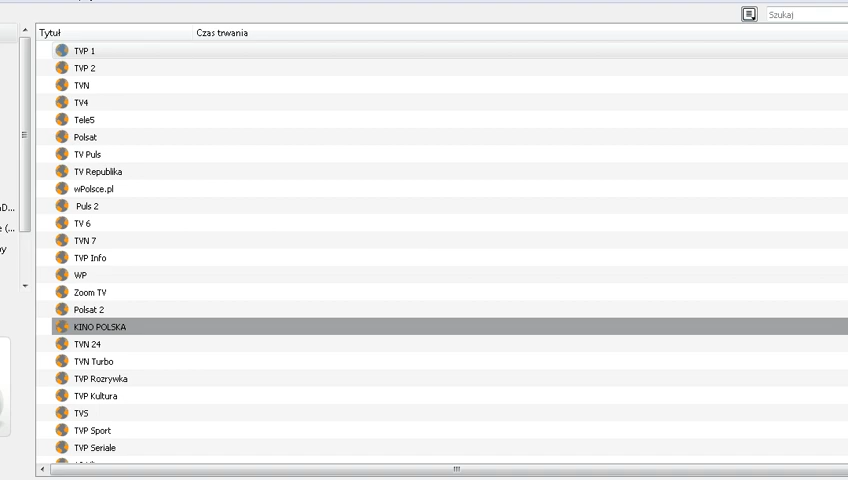 Szukaj
Tytuł Czas trwania
TVP 1
TVP 2
TVN
TV4
Tele5
Polsat
TV Puls
TV Republika
wPolsce.pl
Puls 2
TV 6
TVN 7
TVP Info
WP
Zoom TV
Polsat 2
KINO POLSKA
TVN 24
TVN Turbo
TVP Rozrywka
TVP Kultura
TVS
TVP Sport
TVP Seriale
aD...
e (...
by